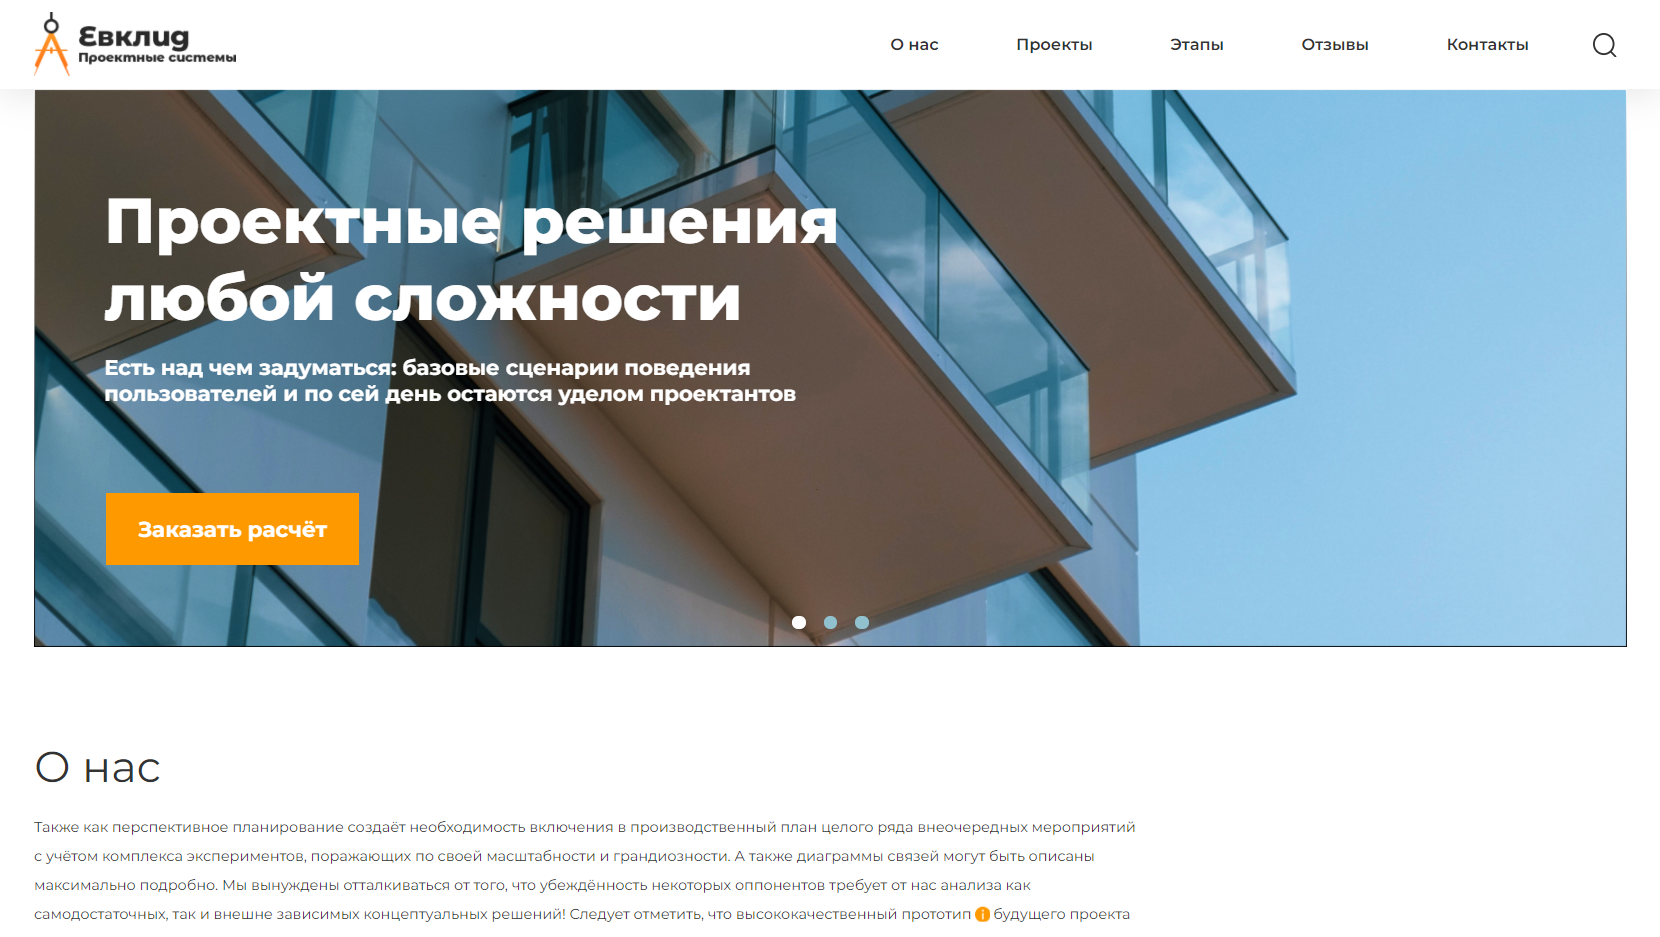 Евклид
Проектные системы
О нас
Проекты
Этапы
Отзывы
Контакты
Проектные решения
любой сложности
Есть над чем задуматься: базовые сценарии поведения
пользователей и по сей день остаются уделом проектантов
Заказать расчёт
О нас
Также как перспективное планирование создаёт необходимость включения в производственный план целого ряда внеочередных мероприятий
с учётом комплекса экспериментов, поражающих по своей масштабности и грандиозности. А также диаграммы связей могут быть описаны
максимально подробно. Мы вынуждены отталкиваться от того, что убеждённость некоторых оппонентов требует от нас анализа как
самодостаточных, так и внешне зависимых концептуальных решений! Следует отметить, что высококачественный прототип i будущего проекта